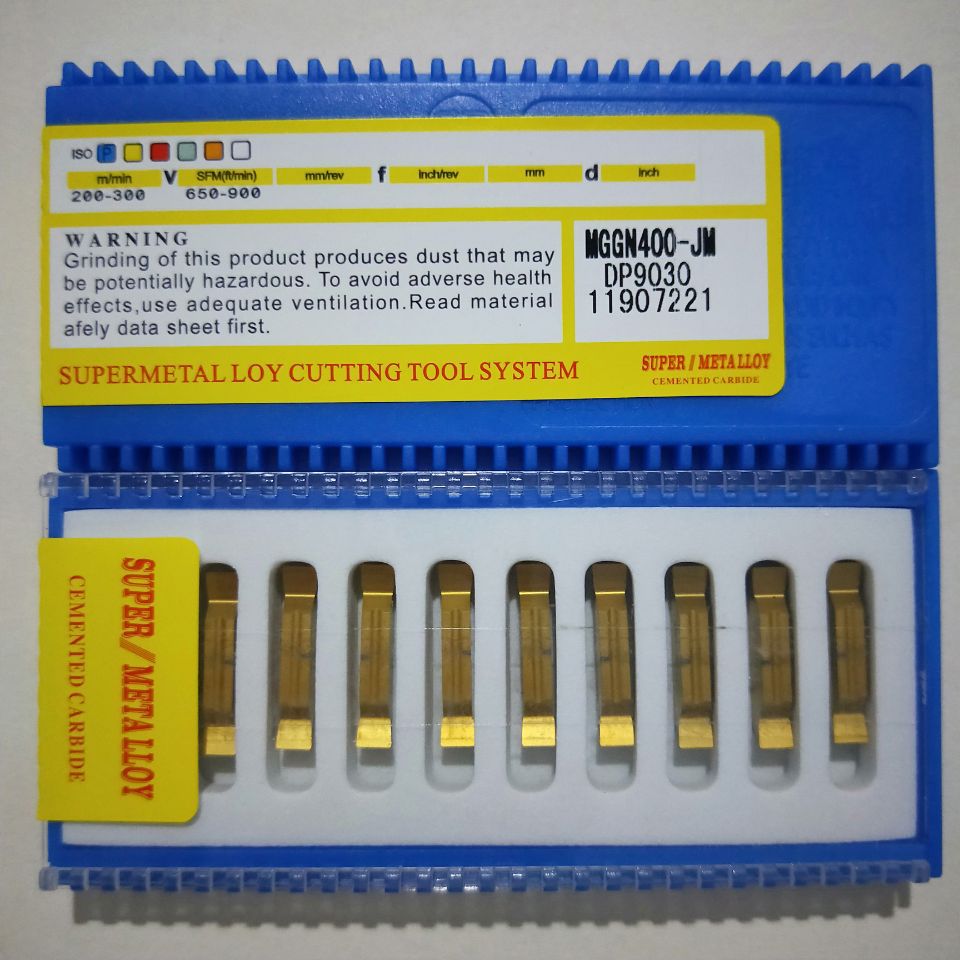 ISO P
m/min V SFM(ft/min) mm/rev f inch/rev mm d inch
200-300 650-900
WARNING
Grinding of this product produces dust that may
be potentially hazardous. To avoid adverse health
effects,use adequate ventilation.Read material
afely data sheet first.
MGGN400-JM
DP9030
11907221
SUPERMETAL LOY CUTTING TOOL SYSTEM
SUPER//METALLOY
CEMENTED CARBIDE
SUPER//METALLOY
CEMENTED CARBIDE